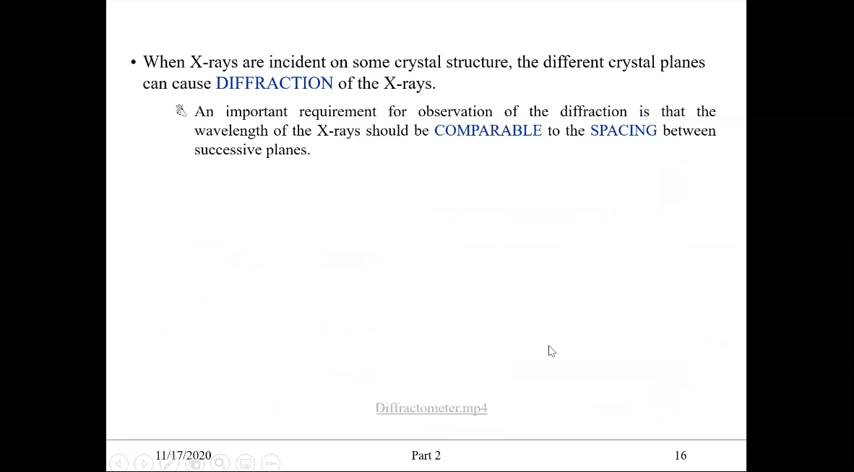 • When X-rays are incident on some crystal structure, the different crystal planes
can cause DIFFRACTION of the X-rays.
An important requirement for observation of the diffraction is that the
wavelength of the X-rays should be COMPARABLE to the SPACING between
successive planes.
Diffractometer.mp4
11/17/2020 Part 2 16